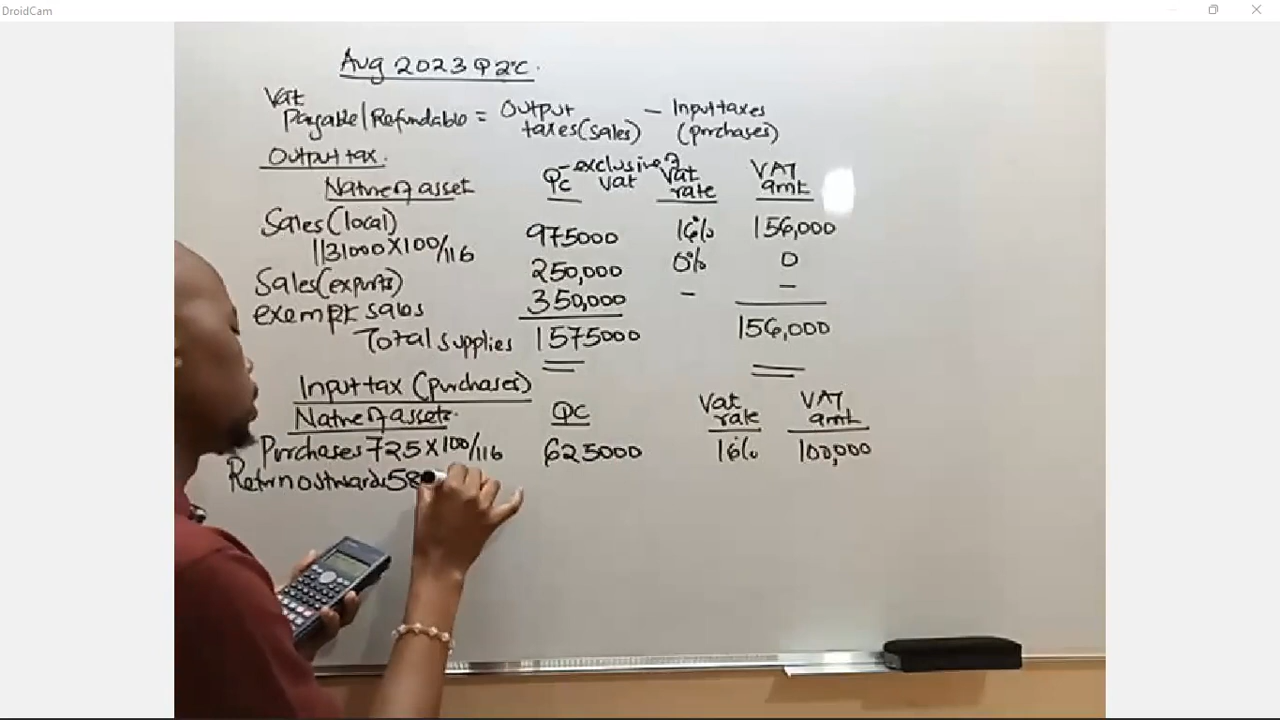 DroidCam
Aug 2023 Q2c.
Vat
Payable/Refundable = Output taxes (sales) - Input taxes (purchases)
Output tax.
Nature of asset QC -exclusive of vat Vat rate VAT amt
Sales (local)
1131000 X 100/116 975000 16% 156,000
Sales (exports) 250,000 0% 0
exempt sales 350,000 - -
Total supplies 1575000 156,000
Input tax (purchases)
Nature of assets. QC Vat rate VAT amt
Purchases 725 X 100/116 625000 16% 100,000
Return outwards 58